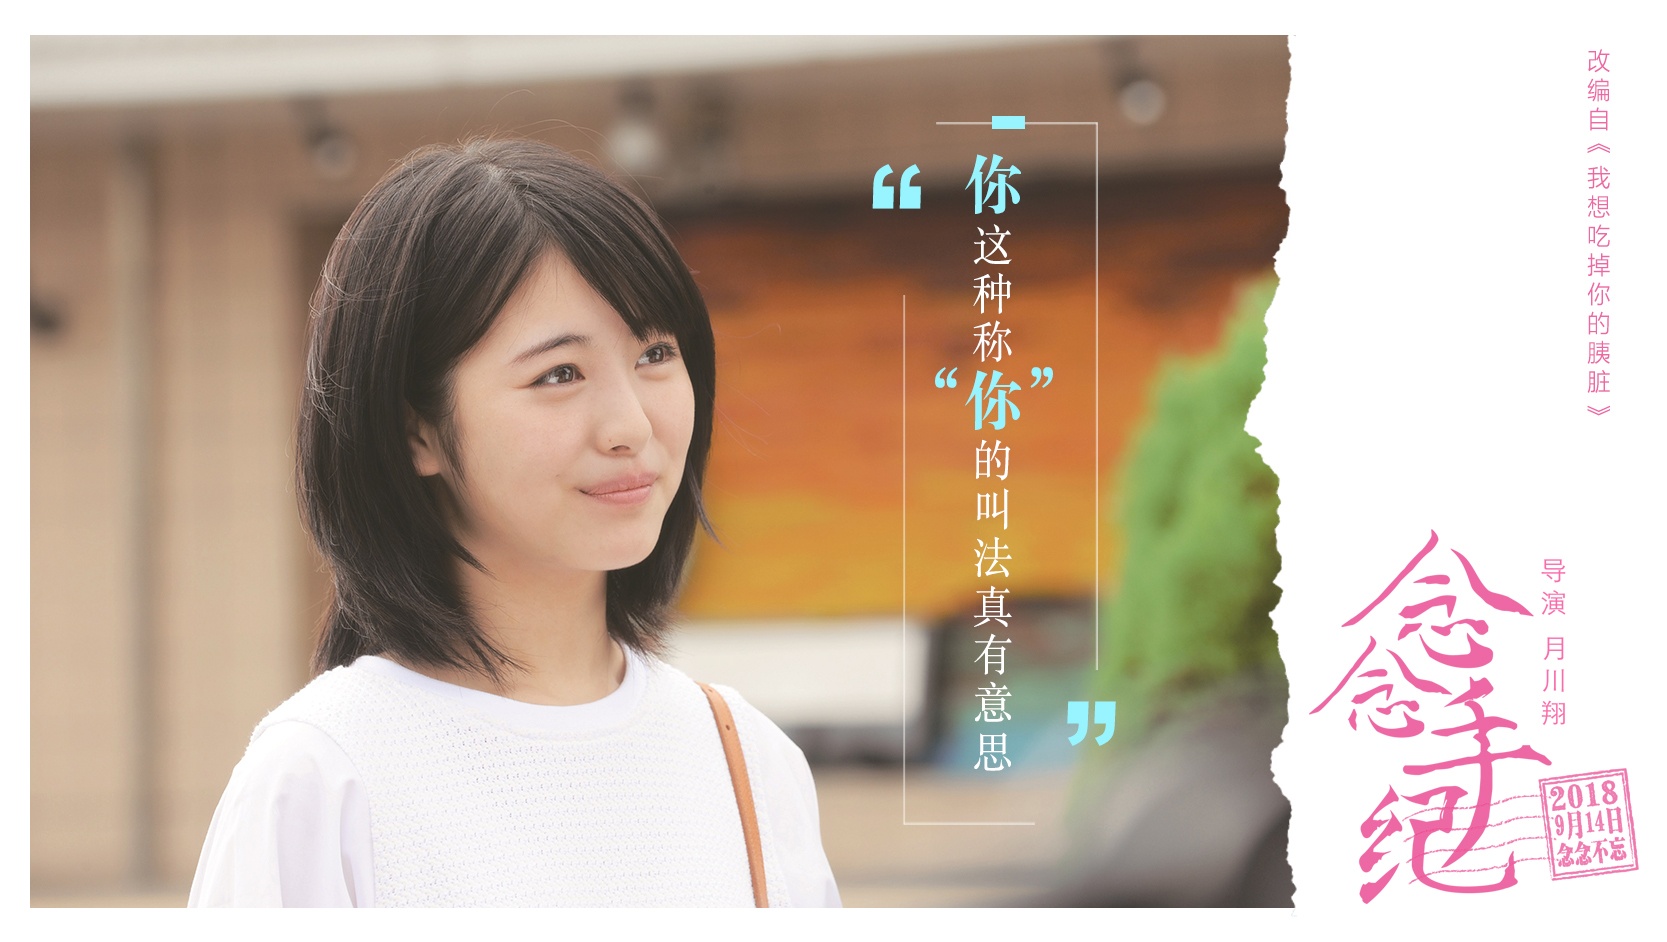 “你这种称“你”的叫法真有意思”
改编自《我想吃掉你的胰脏》
导演 月川翔
念念手纪
2018
9月14日
念念不忘